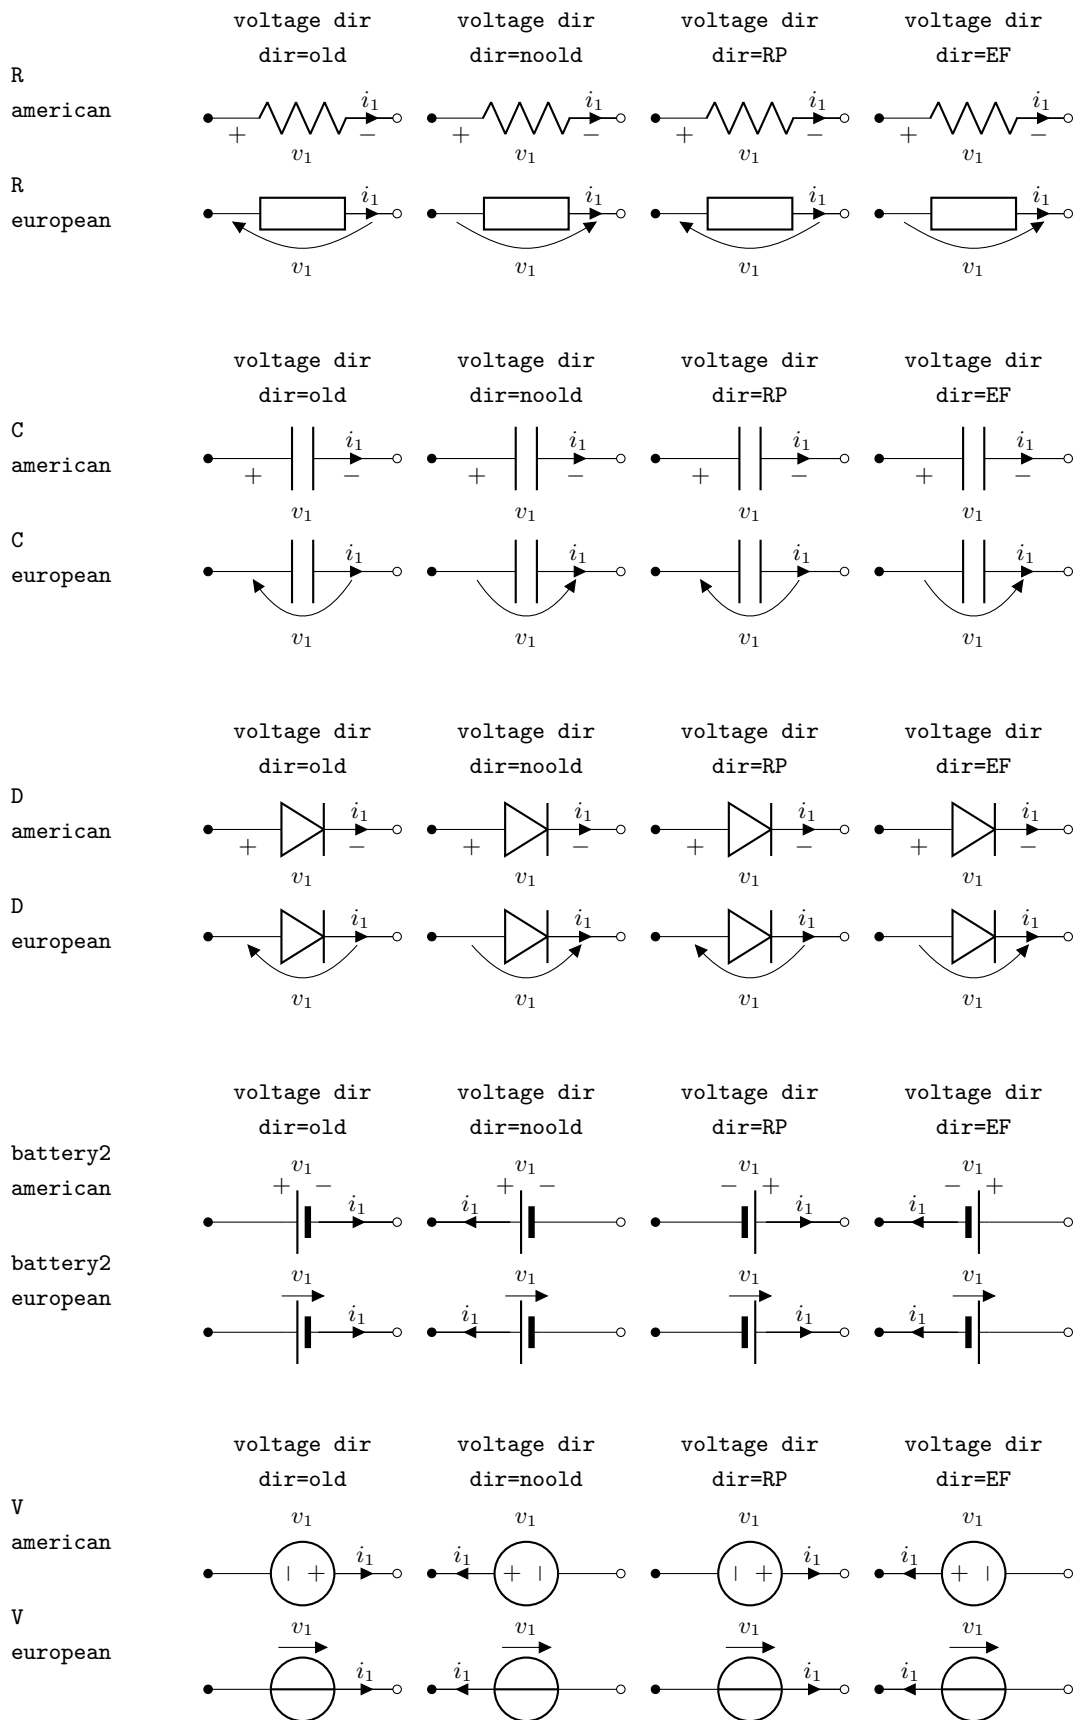 voltage dir voltage dir voltage dir voltage dir
dir=old dir=noold dir=RP dir=EF
R
american
i₁ i₁ i₁ i₁
+ − + − + − + −
v₁ v₁ v₁ v₁
R
european
i₁ i₁ i₁ i₁
v₁ v₁ v₁ v₁
voltage dir voltage dir voltage dir voltage dir
dir=old dir=noold dir=RP dir=EF
C
american
i₁ i₁ i₁ i₁
+ − + − + − + −
v₁ v₁ v₁ v₁
C
european
i₁ i₁ i₁ i₁
v₁ v₁ v₁ v₁
voltage dir voltage dir voltage dir voltage dir
dir=old dir=noold dir=RP dir=EF
D
american
i₁ i₁ i₁ i₁
+ − + − + − + −
v₁ v₁ v₁ v₁
D
european
i₁ i₁ i₁ i₁
v₁ v₁ v₁ v₁
voltage dir voltage dir voltage dir voltage dir
dir=old dir=noold dir=RP dir=EF
battery2
american
v₁ v₁ v₁ v₁
+ − + − − + − +
i₁ i₁ i₁ i₁
battery2
european
v₁ v₁ v₁ v₁
i₁ i₁ i₁ i₁
voltage dir voltage dir voltage dir voltage dir
dir=old dir=noold dir=RP dir=EF
V
american
v₁ v₁ v₁ v₁
i₁ i₁ i₁ i₁
− + + − − + + −
V
european
v₁ v₁ v₁ v₁
i₁ i₁ i₁ i₁